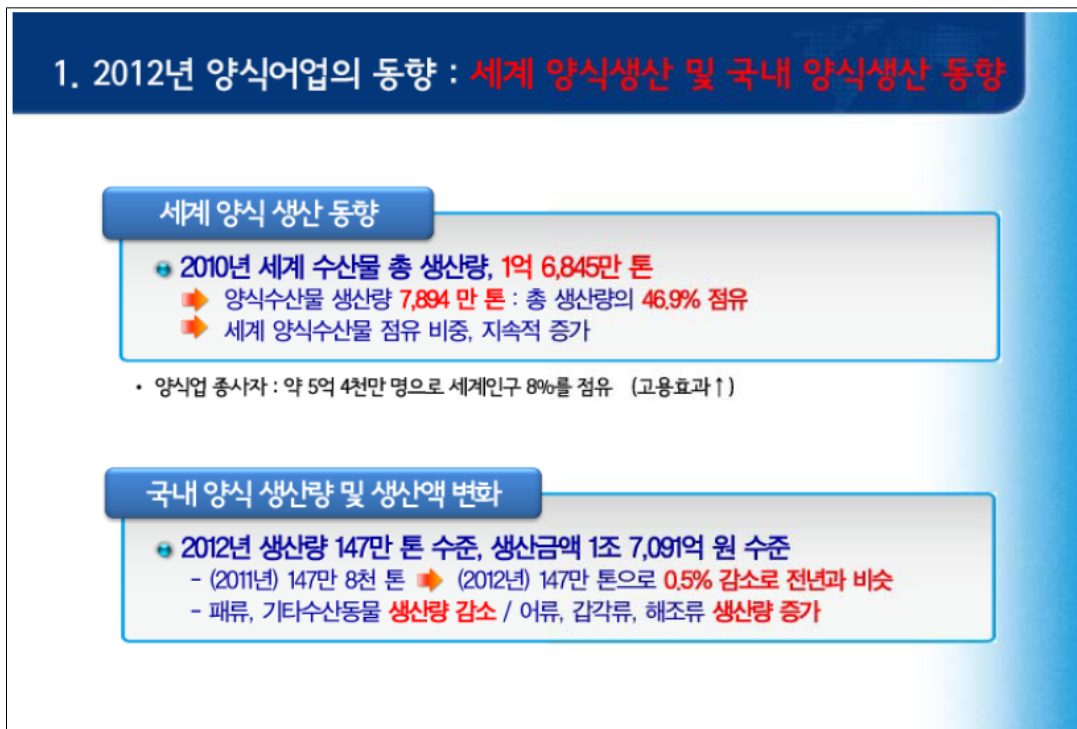 1. 2012년 양식어업의 동향 : 세계 양식생산 및 국내 양식생산 동향
세계 양식 생산 동향
2010년 세계 수산물 총 생산량, 1억 6,845만 톤
양식수산물 생산량 7,894 만 톤 : 총 생산량의 46.9% 점유
세계 양식수산물 점유 비중, 지속적 증가
• 양식업 종사자 : 약 5억 4천만 명으로 세계인구 8%를 점유 (고용효과↑)
국내 양식 생산량 및 생산액 변화
2012년 생산량 147만 톤 수준, 생산금액 1조 7,091억 원 수준
- (2011년) 147만 8천 톤 ➡ (2012년) 147만 톤으로 0.5% 감소로 전년과 비슷
- 패류, 기타수산동물 생산량 감소 / 어류, 갑각류, 해조류 생산량 증가